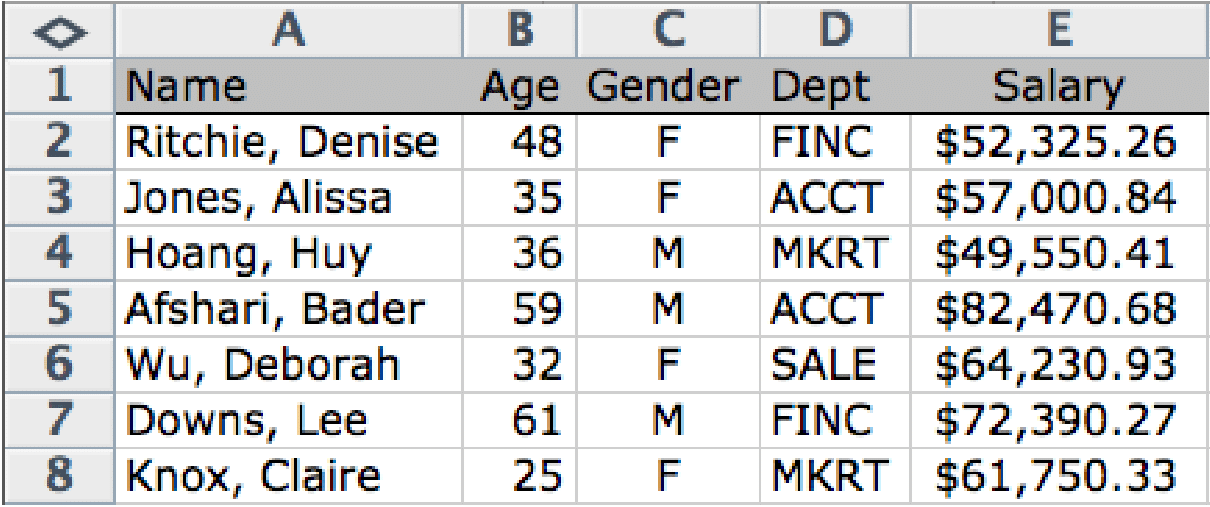 A B C D E
1 Name Age Gender Dept Salary
2 Ritchie, Denise 48 F FINC $52,325.26
3 Jones, Alissa 35 F ACCT $57,000.84
4 Hoang, Huy 36 M MKRT $49,550.41
5 Afshari, Bader 59 M ACCT $82,470.68
6 Wu, Deborah 32 F SALE $64,230.93
7 Downs, Lee 61 M FINC $72,390.27
8 Knox, Claire 25 F MKRT $61,750.33